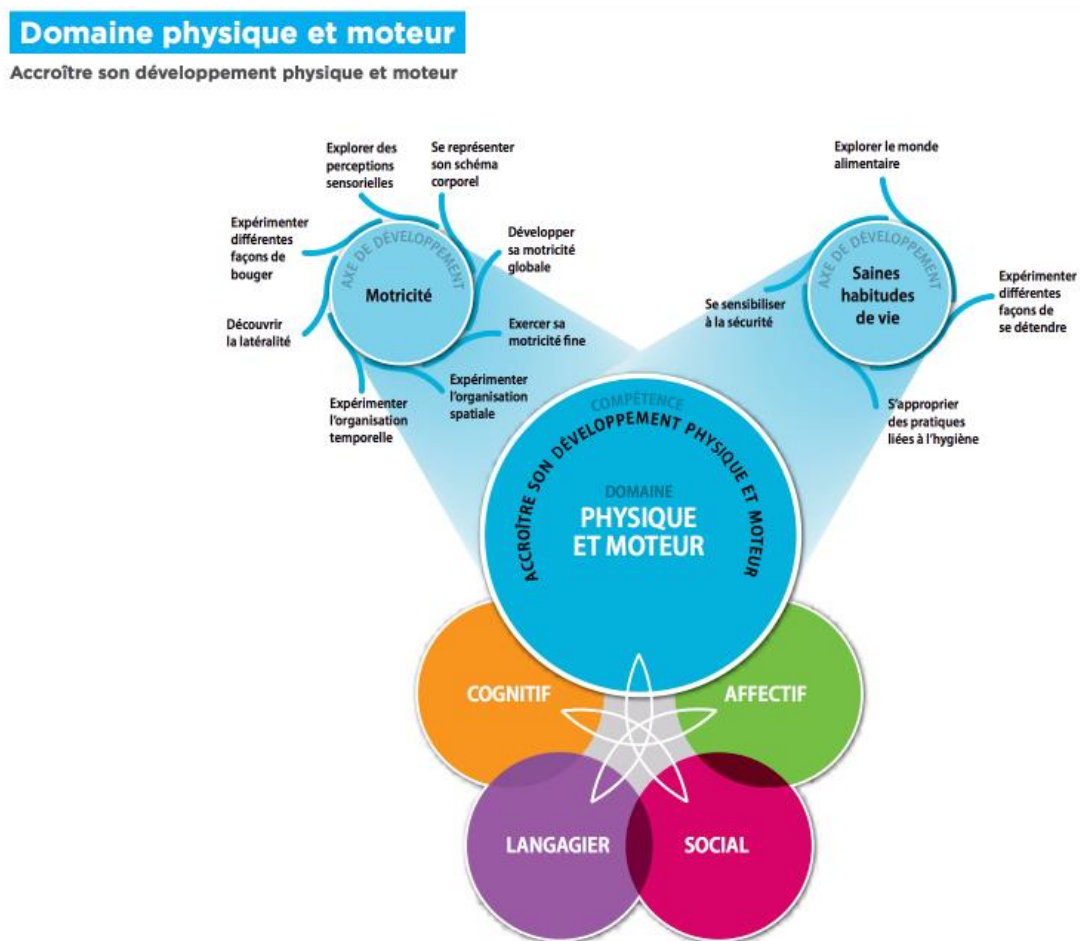 Domaine physique et moteur
Accroître son développement physique et moteur
Explorer des
perceptions
sensorielles
Se représenter
son schéma
corporel
Expérimenter
différentes
façons de
bouger
Développer
sa motricité
globale
AXE DE DÉVELOPPEMENT
Motricité
Découvrir
la latéralité
Exercer sa
motricité fine
Expérimenter
l'organisation
temporelle
Expérimenter
l'organisation
spatiale
Explorer le monde
alimentaire
AXE DE DÉVELOPPEMENT
Saines
habitudes
de vie
Se sensibiliser
à la sécurité
Expérimenter
différentes
façons de
se détendre
S'approprier
des pratiques
liées à l'hygiène
COMPÉTENCE
ACCROÎTRE SON DÉVELOPPEMENT PHYSIQUE ET MOTEUR
DOMAINE
PHYSIQUE
ET MOTEUR
COGNITIF
AFFECTIF
LANGAGIER
SOCIAL